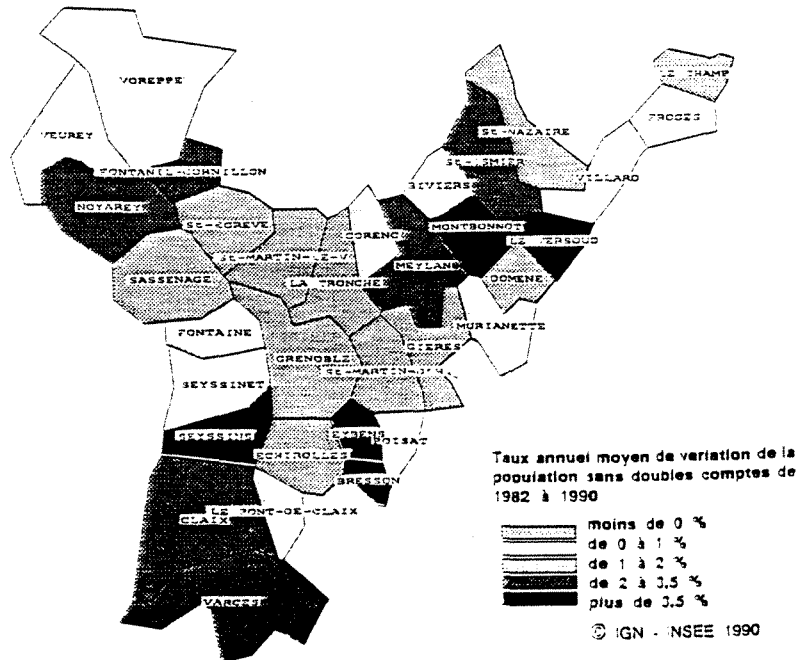 LE CHAMP
VOREPPE
FROGES
ST-NAZAIRE
VEUREY
ST-ISMIER
FONTANIL-CORNILLON
VILLARD
BIVIERS
NOYAREY
ST-EGREVE
MONTBONNOT
CORENC
LE VERSOUD
ST-MARTIN-LE-V
MEYLAN
SASSENAGE
LA TRONCHE
DOMENE
MURIANETTE
FONTAINE
GIERES
GRENOBLE
ST-MARTIN-D
SEYSSINET
SEYSSINS
EYBENS
POISAT
ECHIROLLES
BRESSON
LE PONT-DE-CLAIX
CLAIX
VARCES
Taux annuel moyen de variation de la
population sans doubles comptes de
1982 à 1990
moins de 0 %
de 0 à 1 %
de 1 à 2 %
de 2 à 3.5 %
plus de 3.5 %
© IGN - INSEE 1990